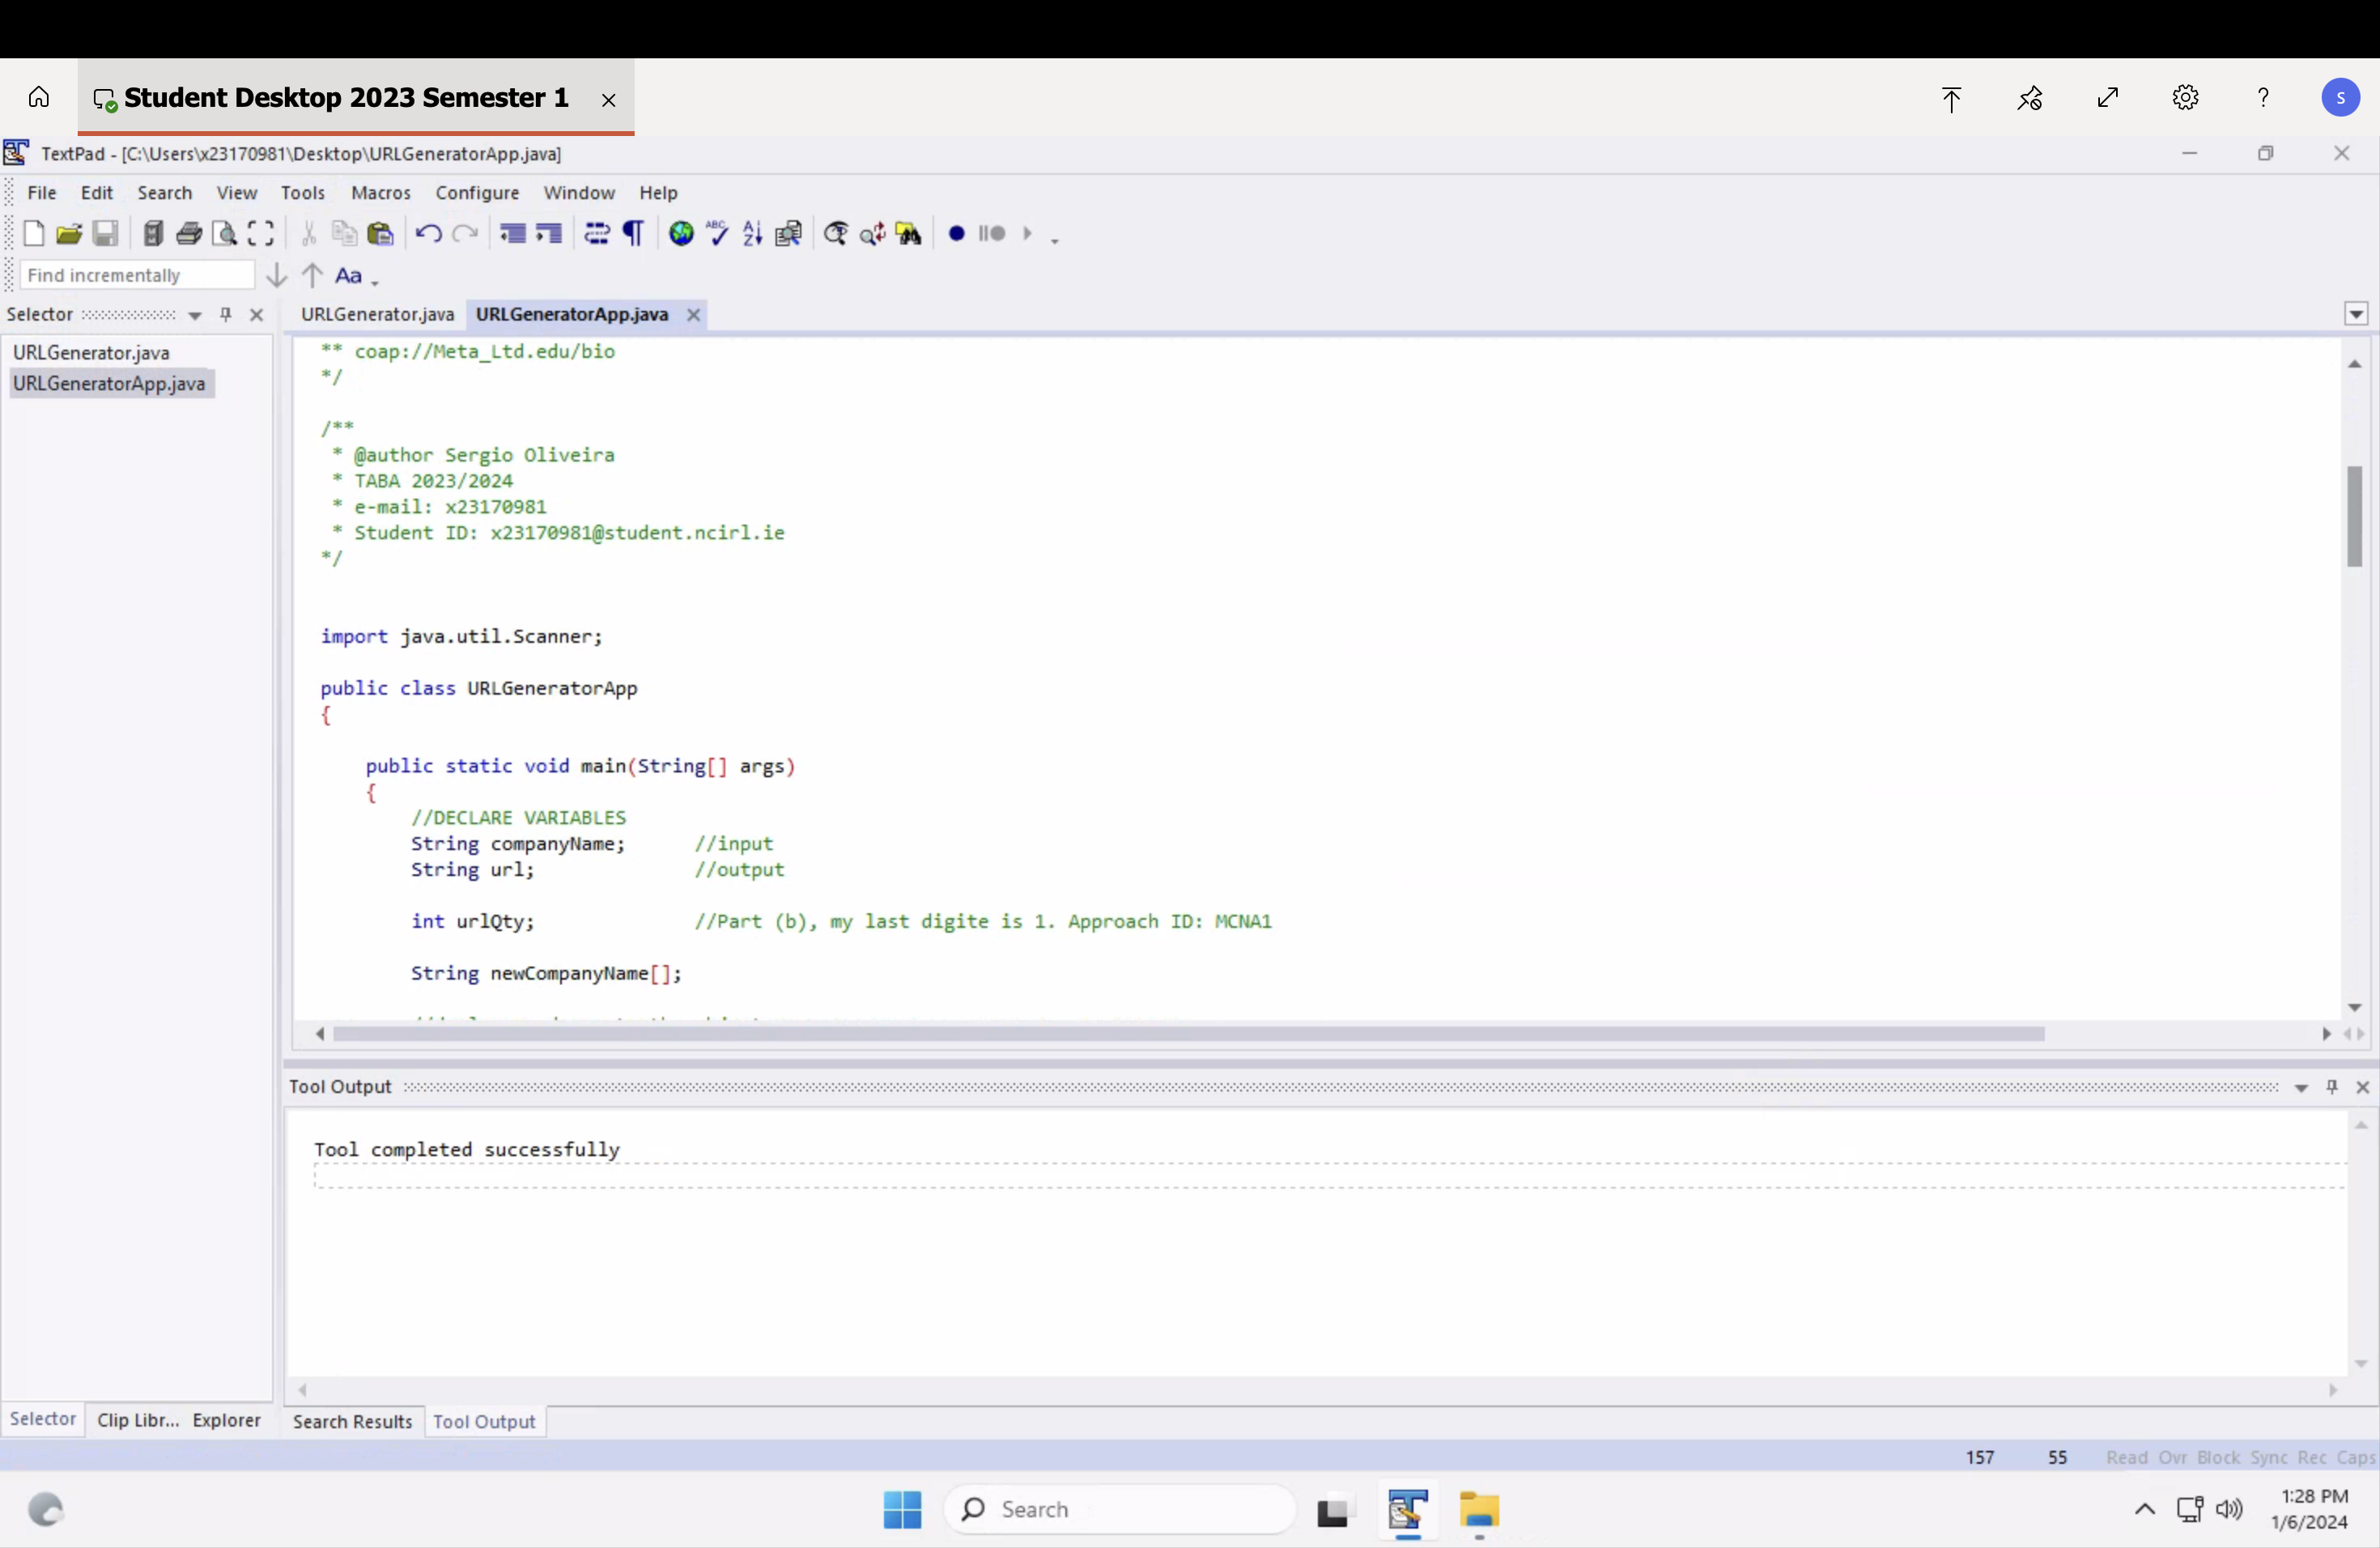 Student Desktop 2023 Semester 1
S
TextPad - [C:\Users\x23170981\Desktop\URLGeneratorApp.java]
File Edit Search View Tools Macros Configure Window Help
Find incrementally
Aa
Selector
URLGenerator.java URLGeneratorApp.java
URLGenerator.java
URLGeneratorApp.java
** coap://Meta_Ltd.edu/bio
*/
/**
* @author Sergio Oliveira
* TABA 2023/2024
* e-mail: x23170981
* Student ID: x23170981@student.ncirl.ie
*/
import java.util.Scanner;
public class URLGeneratorApp
{
public static void main(String[] args)
{
//DECLARE VARIABLES
String companyName; //input
String url; //output
int urlQty; //Part (b), my last digite is 1. Approach ID: MCNA1
String newCompanyName[];
Tool Output
Tool completed successfully
Selector Clip Libr... Explorer
Search Results Tool Output
157 55 Read Ovr Block Sync Rec Caps
Search
1:28 PM
1/6/2024